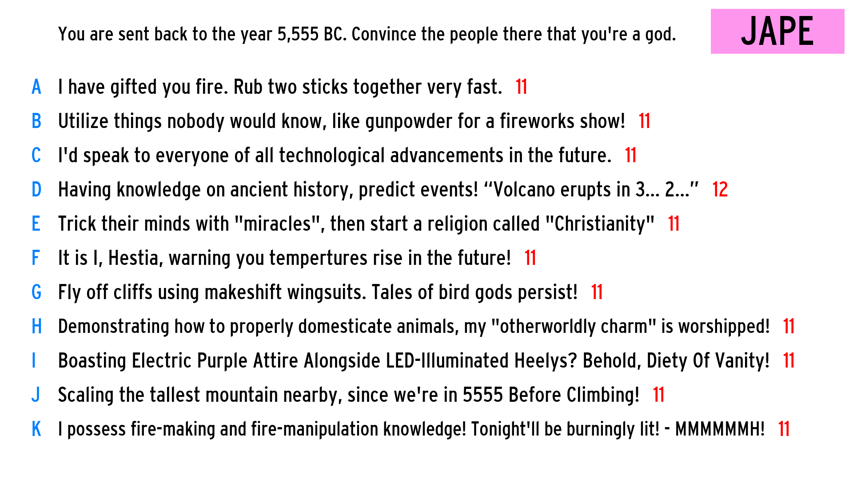 You are sent back to the year 5,555 BC. Convince the people there that you're a god.
JAPE
A I have gifted you fire. Rub two sticks together very fast. 11
B Utilize things nobody would know, like gunpowder for a fireworks show! 11
C I'd speak to everyone of all technological advancements in the future. 11
D Having knowledge on ancient history, predict events! “Volcano erupts in 3... 2...” 12
E Trick their minds with "miracles", then start a religion called "Christianity" 11
F It is I, Hestia, warning you tempertures rise in the future! 11
G Fly off cliffs using makeshift wingsuits. Tales of bird gods persist! 11
H Demonstrating how to properly domesticate animals, my "otherworldly charm" is worshipped! 11
I Boasting Electric Purple Attire Alongside LED-Illuminated Heelys? Behold, Diety Of Vanity! 11
J Scaling the tallest mountain nearby, since we're in 5555 Before Climbing! 11
K I possess fire-making and fire-manipulation knowledge! Tonight'll be burningly lit! - MMMMMMH! 11